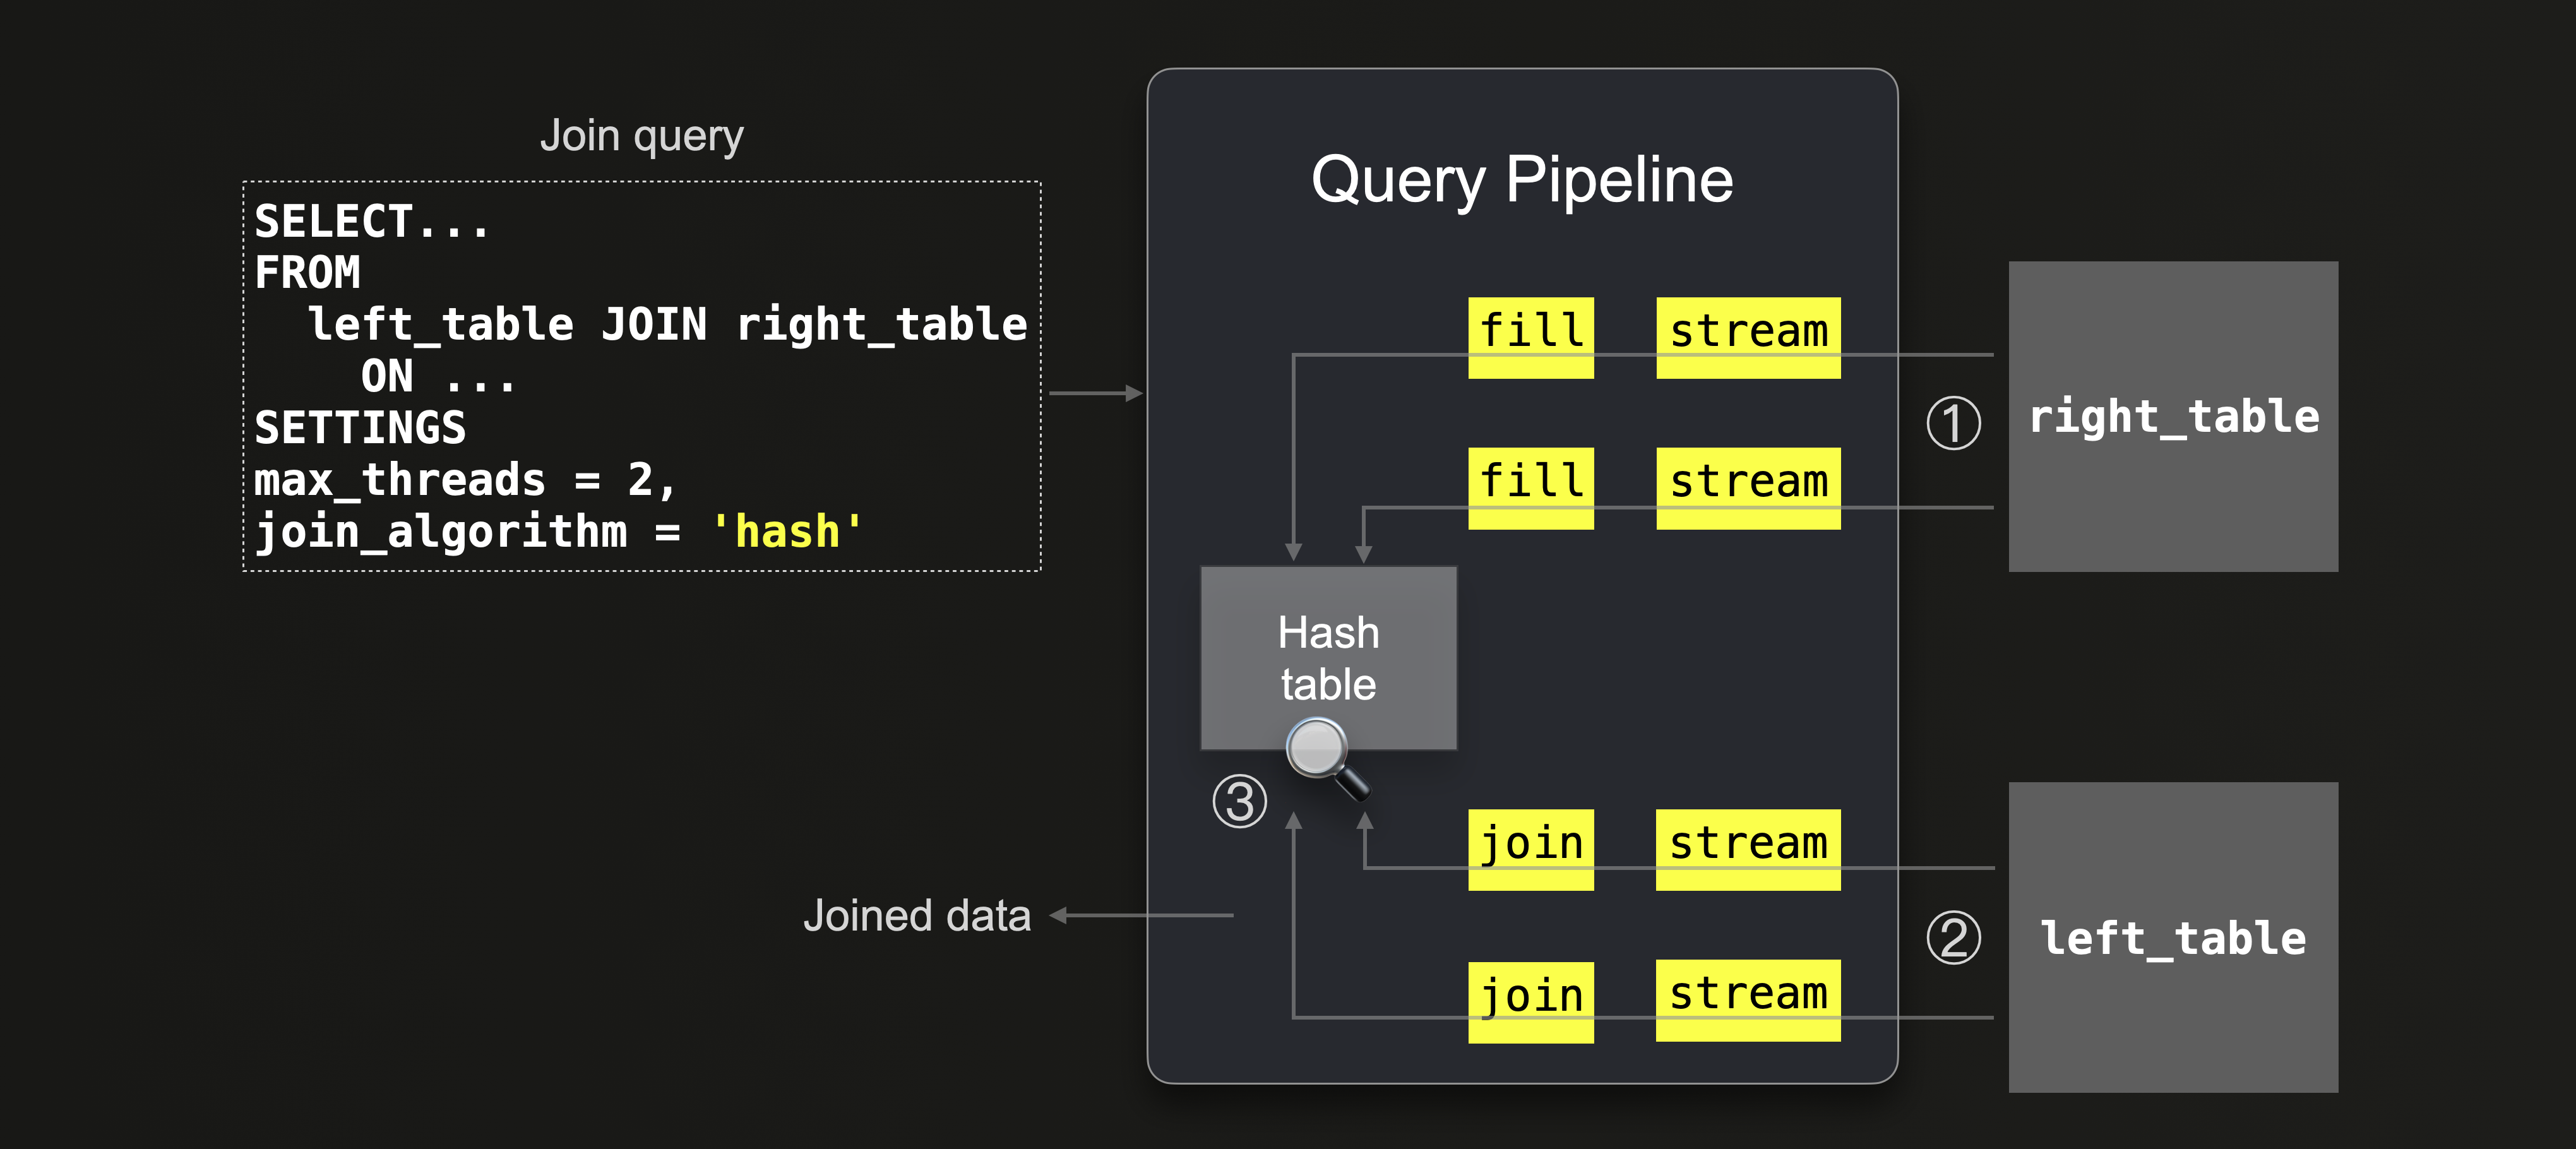 Join query
SELECT...
FROM
  left_table JOIN right_table
    ON ...
SETTINGS
max_threads = 2,
join_algorithm = 'hash'
Query Pipeline
fill stream
fill stream
①
right_table
Hash
table
③
join stream
join stream
②
left_table
Joined data